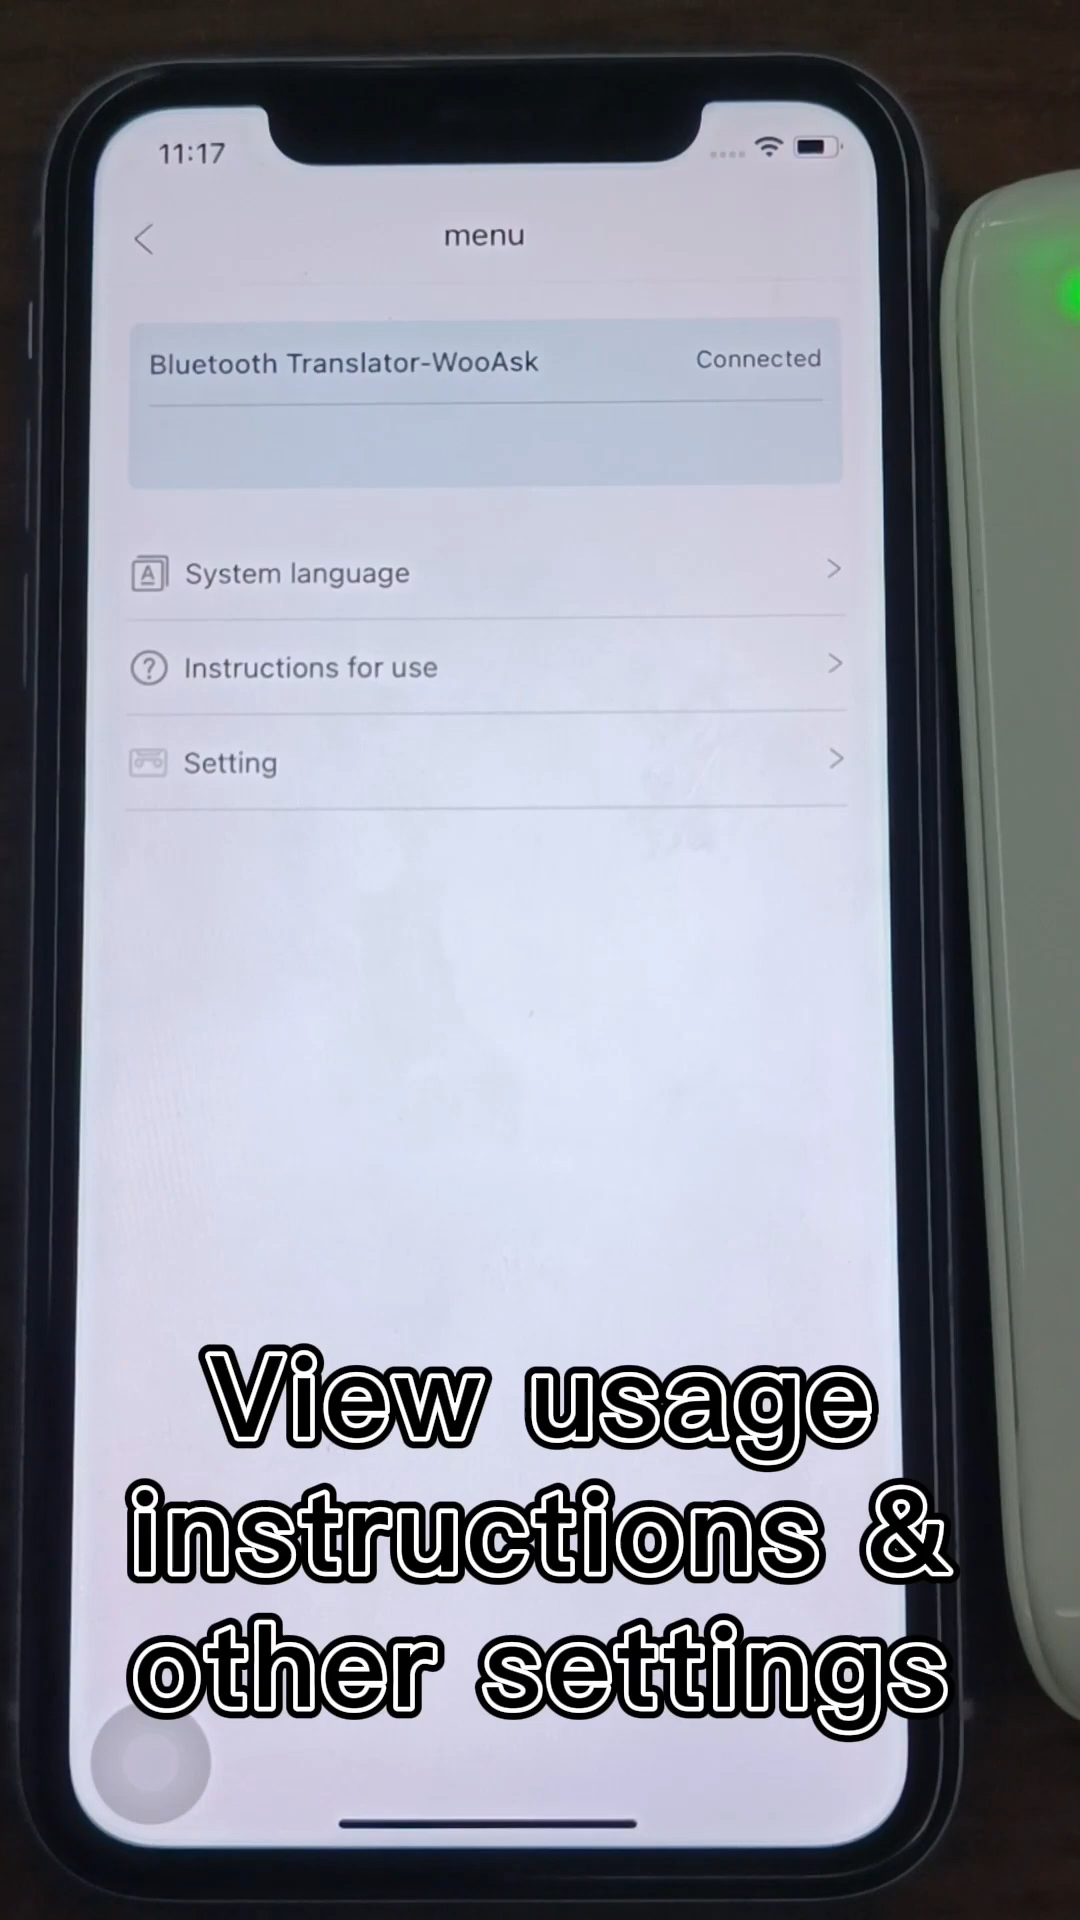 11:17
menu
Bluetooth Translator-WooAsk Connected
System language
Instructions for use
Setting
View usage
instructions &
other settings